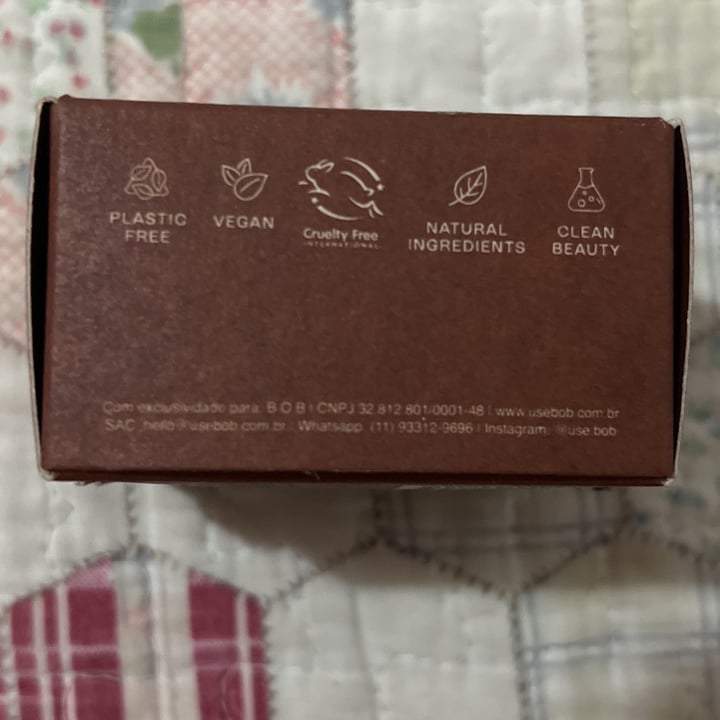 PLASTIC FREE
VEGAN
Cruelty Free
INTERNATIONAL
NATURAL INGREDIENTS
CLEAN BEAUTY
Com exclusividade para: B.O.B | CNPJ 32.812.801/0001-48 | www.usebob.com.br
SAC: hello@usebob.com.br | Whatsapp: (11) 93312-9696 | Instagram: @use.bob